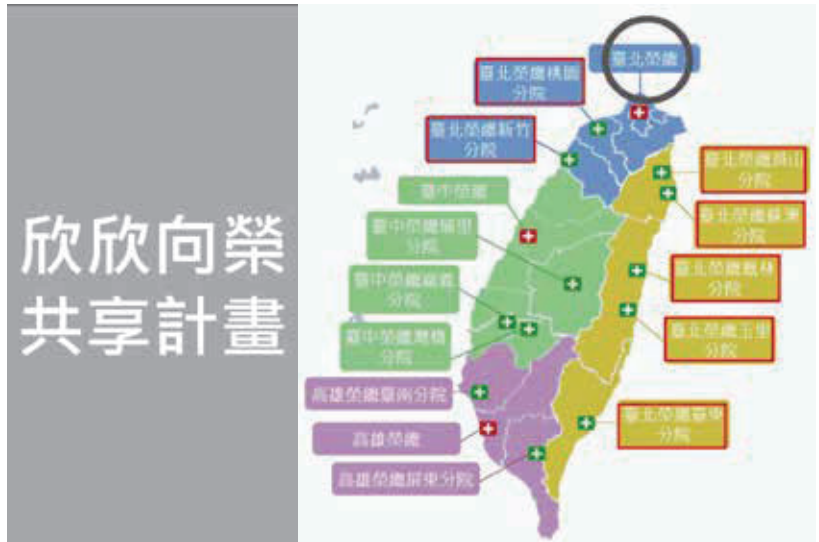 欣欣向榮
共享計畫
臺北榮總
臺北榮總桃園
分院
臺北榮總新竹
分院
臺北榮總員山
分院
臺北榮總蘇澳
分院
臺中榮總
臺中榮總埔里
分院
臺北榮總鳳林
分院
臺中榮總嘉義
分院
臺中榮總灣橋
分院
臺北榮總玉里
分院
高雄榮總臺南分院
臺北榮總臺東
分院
高雄榮總
高雄榮總屏東分院